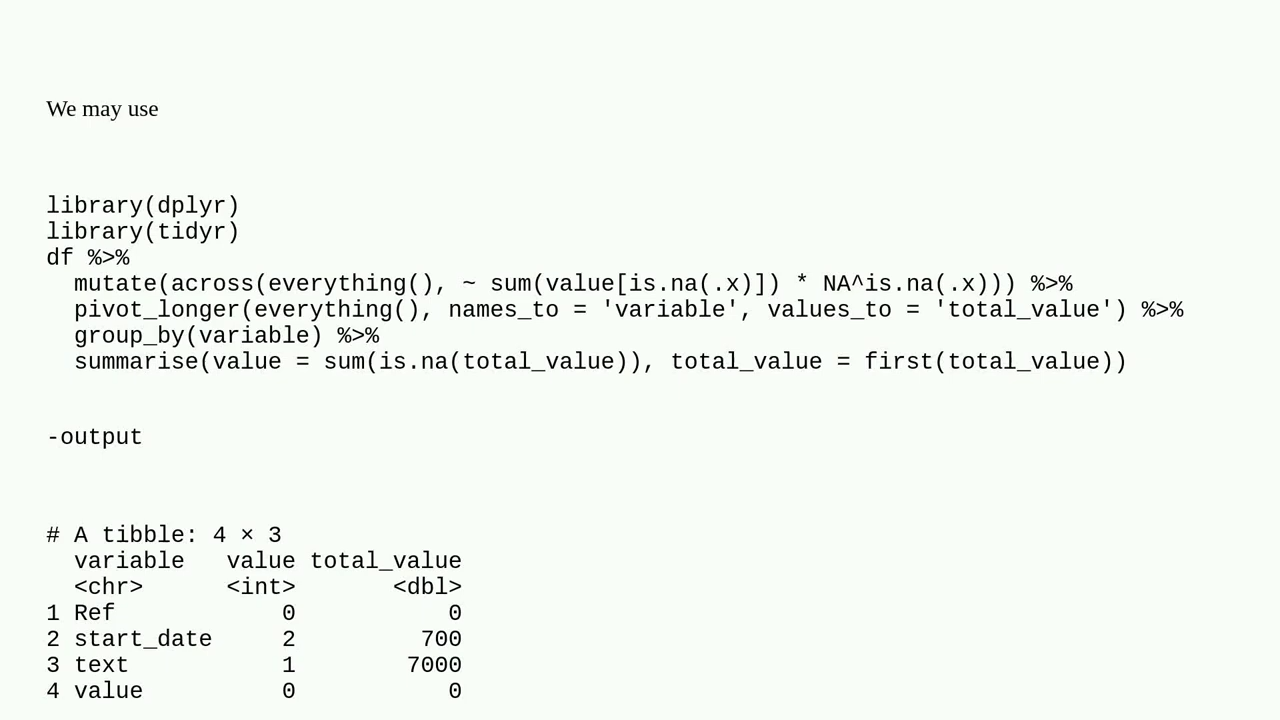 We may use
library(dplyr)
library(tidyr)
df %>%
  mutate(across(everything(), ~ sum(value[is.na(.x)]) * NA^is.na(.x))) %>%
  pivot_longer(everything(), names_to = 'variable', values_to = 'total_value') %>%
  group_by(variable) %>%
  summarise(value = sum(is.na(total_value)), total_value = first(total_value))
-output
# A tibble: 4 × 3
  variable   value total_value
  <chr>      <int>       <dbl>
1 Ref            0           0
2 start_date     2         700
3 text           1        7000
4 value          0           0